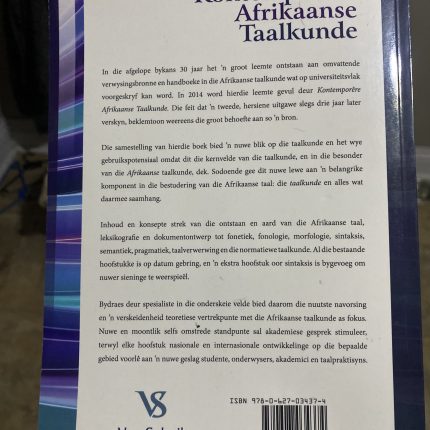 Afrikaanse
Taalkunde
In die afgelope bykans 30 jaar het 'n groot leemte ontstaan aan omvattende
verwysingsbronne en handboeke in die Afrikaanse taalkunde wat op universiteitsvlak
voorgeskryf kan word. In 2014 word hierdie leemte gevul deur Kontemporêre
Afrikaanse Taalkunde. Die feit dat 'n tweede, hersiene uitgawe slegs drie jaar later
verskyn, beklemtoon weereens die groot behoefte aan so 'n bron.
Die samestelling van hierdie boek bied 'n nuwe blik op die taalkunde en het wye
gebruikspotensiaal omdat dit die kernvelde van die taalkunde, en in die besonder
van die Afrikaanse taalkunde, dek. Sodoende gee dit nuwe lewe aan 'n belangrike
komponent in die bestudering van die Afrikaanse taal: die taalkunde en alles wat
daarmee saamhang.
Inhoud en konsepte strek van die ontstaan en aard van die Afrikaanse taal,
leksikografie en dokumentontwerp tot fonetiek, fonologie, morfologie, sintaksis,
semantiek, pragmatiek, taalverwerwing en die normatiewe taalkunde. Al die bestaande
hoofstukke is op datum gebring, en 'n ekstra hoofstuk oor sintaksis is bygevoeg om
nuwer sieninge te weerspieël.
Bydraes deur spesialiste in die onderskeie velde bied daarom die nuutste navorsing
en 'n verskeidenheid teoretiese vertrekpunte met die Afrikaanse taalkunde as fokus.
Nuwe en moontlik selfs omstrede standpunte sal akademiese gesprek stimuleer,
terwyl elke hoofstuk nasionale en internasionale ontwikkelinge op die bepaalde
gebied voorlê aan 'n nuwe geslag studente, onderwysers, akademici en taalpraktisyns.
VS
ISBN 978-0-627-03437-4